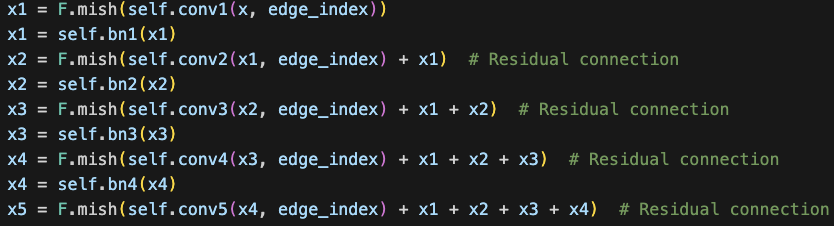 x1 = F.mish(self.conv1(x, edge_index))
x1 = self.bn1(x1)
x2 = F.mish(self.conv2(x1, edge_index) + x1)  # Residual connection
x2 = self.bn2(x2)
x3 = F.mish(self.conv3(x2, edge_index) + x1 + x2)  # Residual connection
x3 = self.bn3(x3)
x4 = F.mish(self.conv4(x3, edge_index) + x1 + x2 + x3)  # Residual connection
x4 = self.bn4(x4)
x5 = F.mish(self.conv5(x4, edge_index) + x1 + x2 + x3 + x4)  # Residual connection